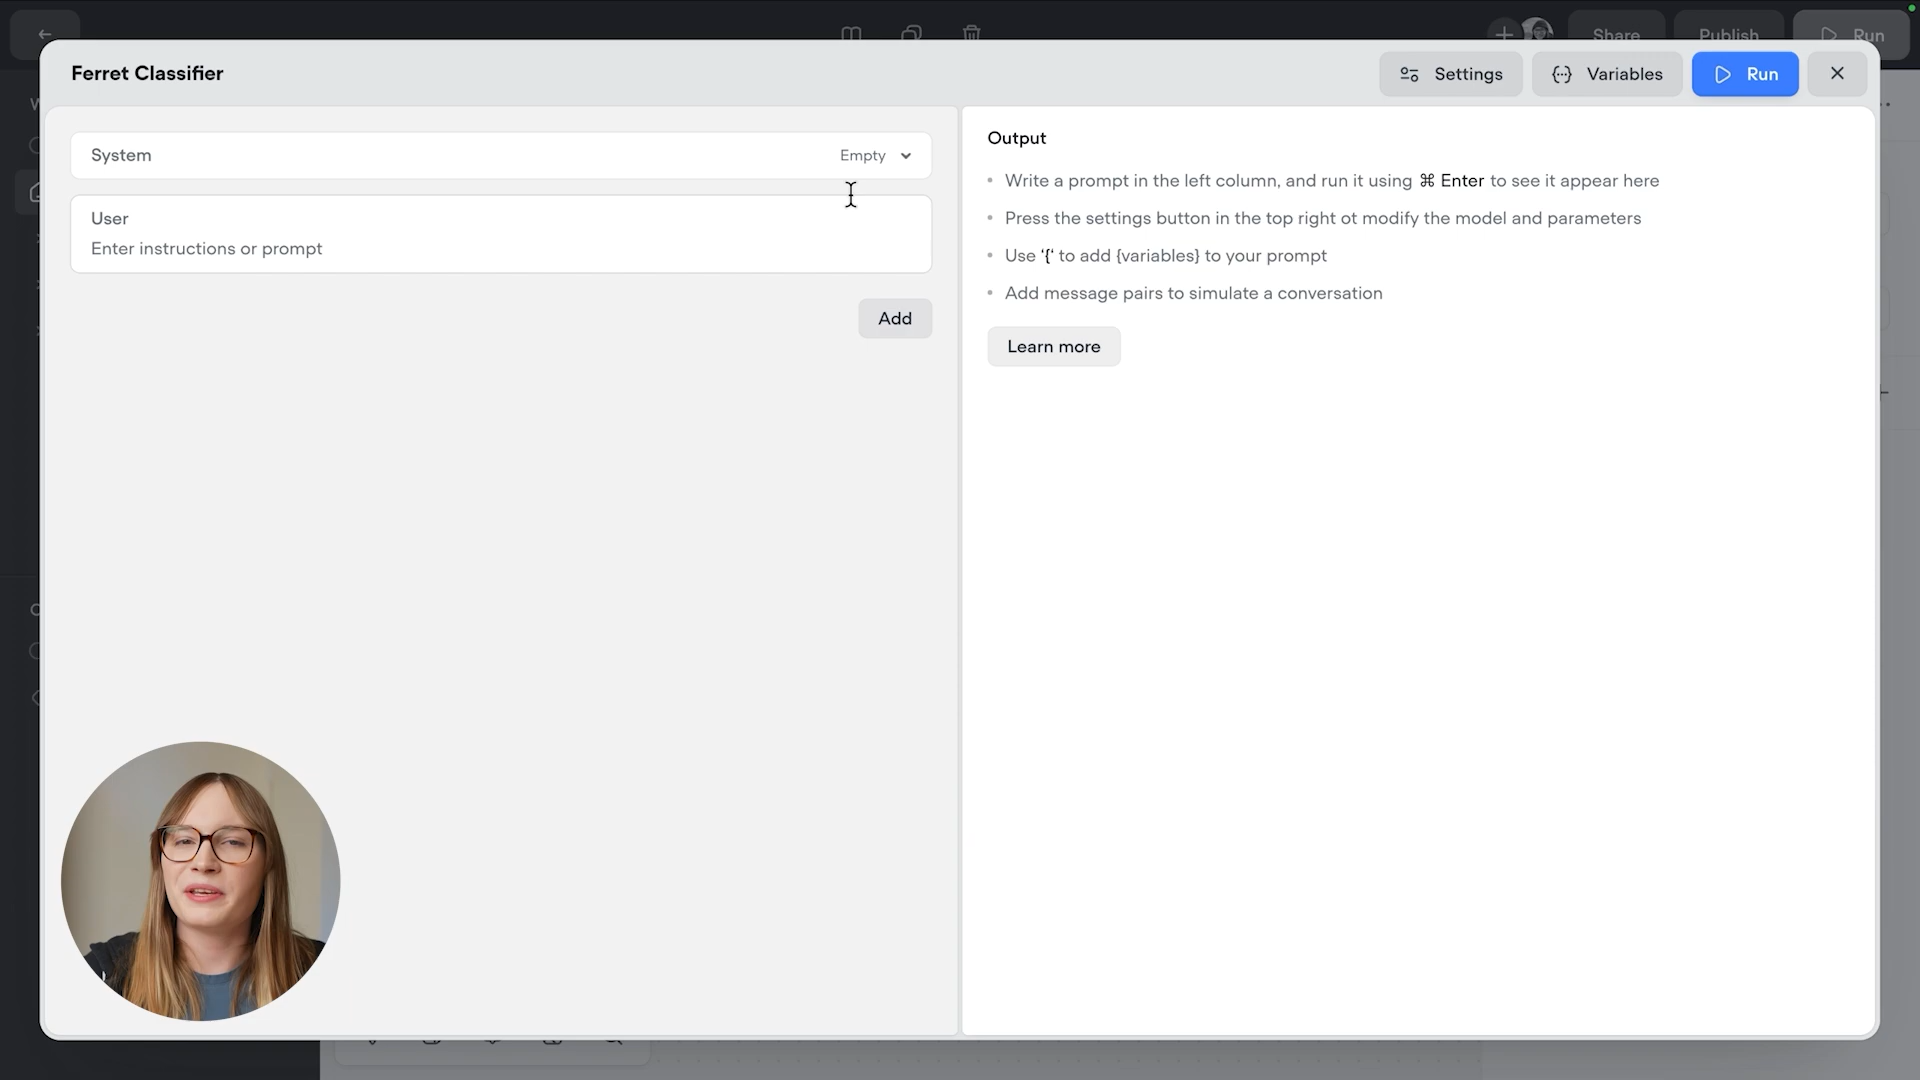 Share
Publish
Run
Ferret Classifier
Settings
Variables
Run
System
Empty
User
Enter instructions or prompt
Add
Output
• Write a prompt in the left column, and run it using ⌘ Enter to see it appear here
• Press the settings button in the top right ot modify the model and parameters
• Use ‘{‘ to add {variables} to your prompt
• Add message pairs to simulate a conversation
Learn more